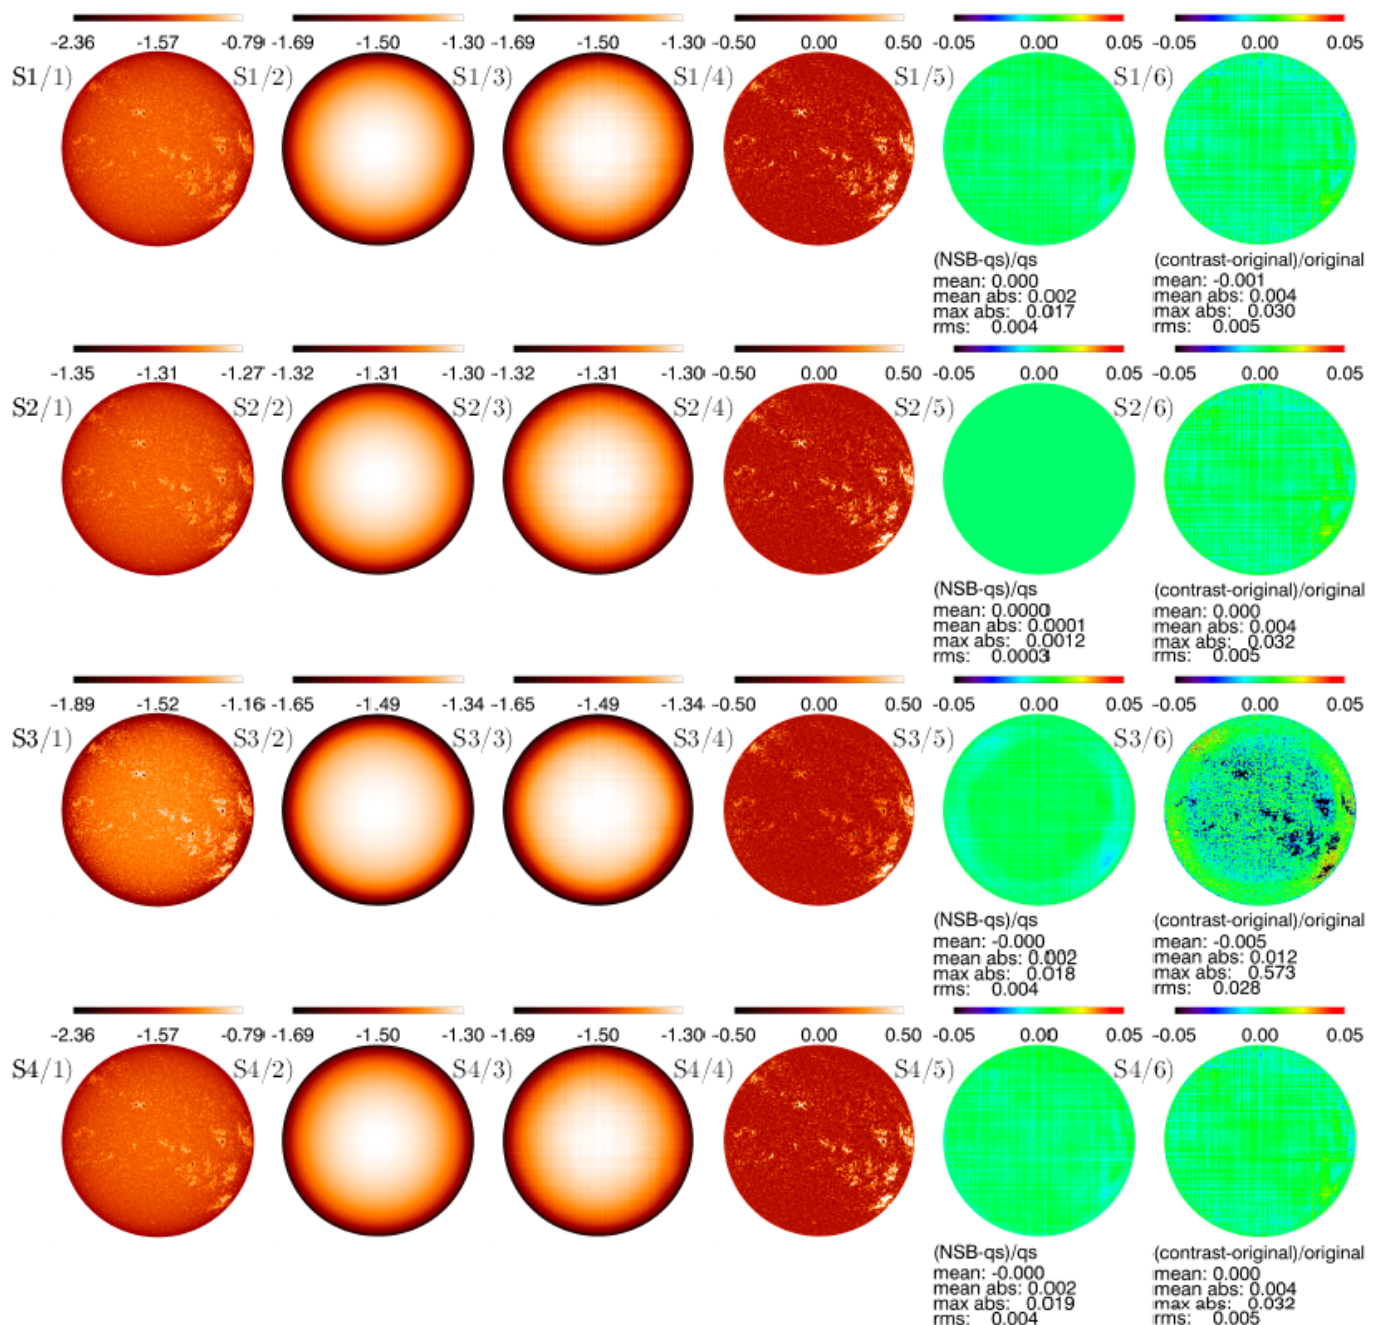 -2.36 -1.57 -0.79 -1.69 -1.50 -1.30 -1.69 -1.50 -1.30 -0.50 0.00 0.50 -0.05 0.00 0.05 -0.05 0.00 0.05
S1/1) S1/2) S1/3) S1/4) S1/5) S1/6)
(NSB-qs)/qs (contrast-original)/original
mean: 0.000 mean: -0.001
mean abs: 0.002 mean abs: 0.004
max abs: 0.017 max abs: 0.030
rms: 0.004 rms: 0.005
-1.35 -1.31 -1.27 -1.32 -1.31 -1.30 -1.32 -1.31 -1.30 -0.50 0.00 0.50 -0.05 0.00 0.05 -0.05 0.00 0.05
S2/1) S2/2) S2/3) S2/4) S2/5) S2/6)
(NSB-qs)/qs (contrast-original)/original
mean: 0.0000 mean: 0.000
mean abs: 0.0001 mean abs: 0.004
max abs: 0.0012 max abs: 0.032
rms: 0.0003 rms: 0.005
-1.89 -1.52 -1.16 -1.65 -1.49 -1.34 -1.65 -1.49 -1.34 -0.50 0.00 0.50 -0.05 0.00 0.05 -0.05 0.00 0.05
S3/1) S3/2) S3/3) S3/4) S3/5) S3/6)
(NSB-qs)/qs (contrast-original)/original
mean: -0.000 mean: -0.005
mean abs: 0.002 mean abs: 0.012
max abs: 0.018 max abs: 0.573
rms: 0.004 rms: 0.028
-2.36 -1.57 -0.79 -1.69 -1.50 -1.30 -1.69 -1.50 -1.30 -0.50 0.00 0.50 -0.05 0.00 0.05 -0.05 0.00 0.05
S4/1) S4/2) S4/3) S4/4) S4/5) S4/6)
(NSB-qs)/qs (contrast-original)/original
mean: -0.000 mean: 0.000
mean abs: 0.002 mean abs: 0.004
max abs: 0.019 max abs: 0.032
rms: 0.004 rms: 0.005